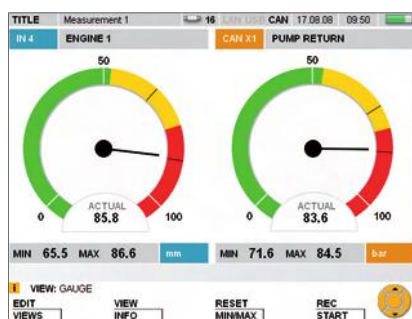 TITLE Measurement 1 16 LAN USB CAN 17.08.08 09:50
IN 4 ENGINE 1 CAN X1 PUMP RETURN
50 50
ACTUAL ACTUAL
0 85.8 100 0 83.6 100
MIN 65.5 MAX 86.6 mm MIN 71.6 MAX 84.5 bar
i VIEW: GAUGE
EDIT VIEW RESET REC
VIEWS INFO MIN/MAX START